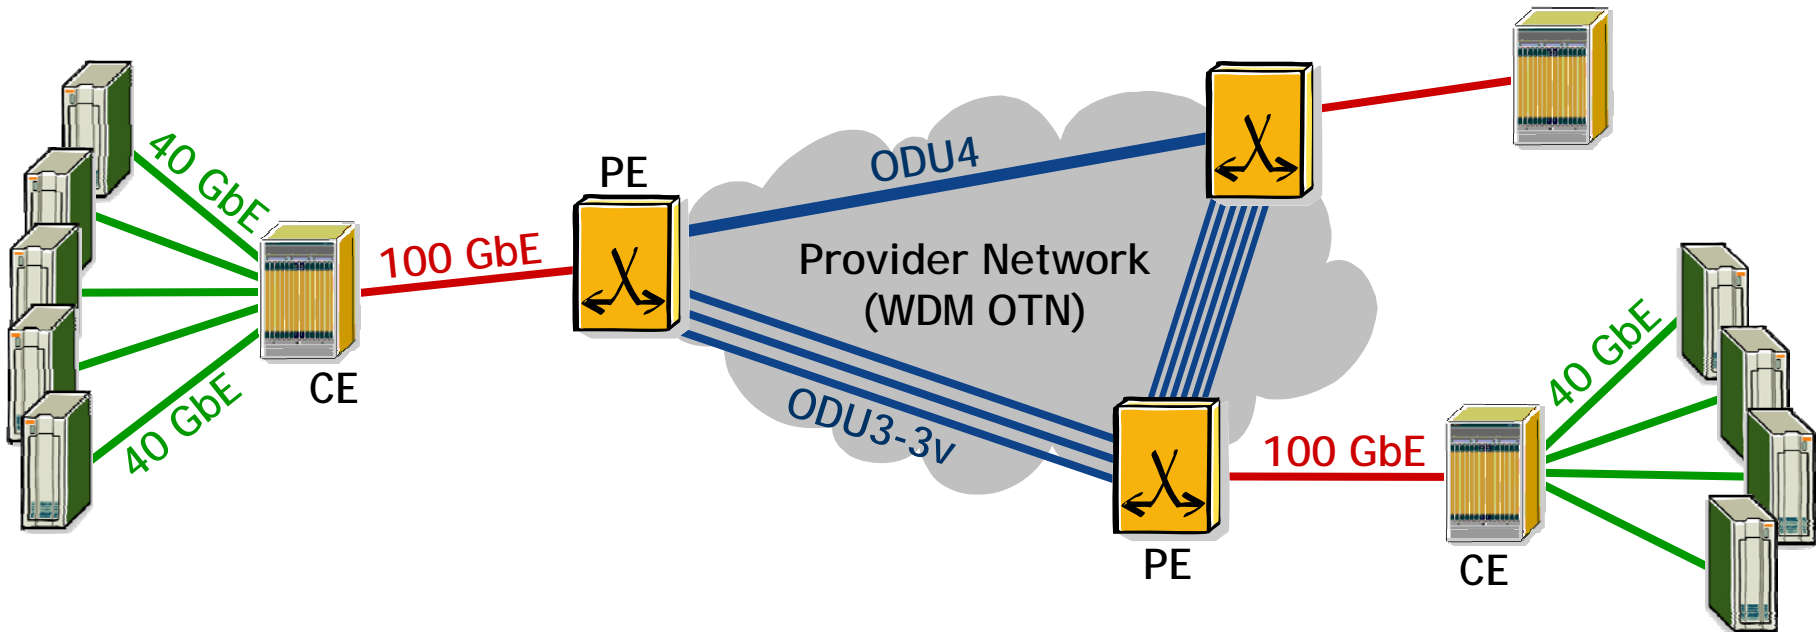 40 GbE
40 GbE
CE
100 GbE
PE
ODU4
Provider Network
(WDM OTN)
ODU3-3v
PE
100 GbE
CE
40 GbE